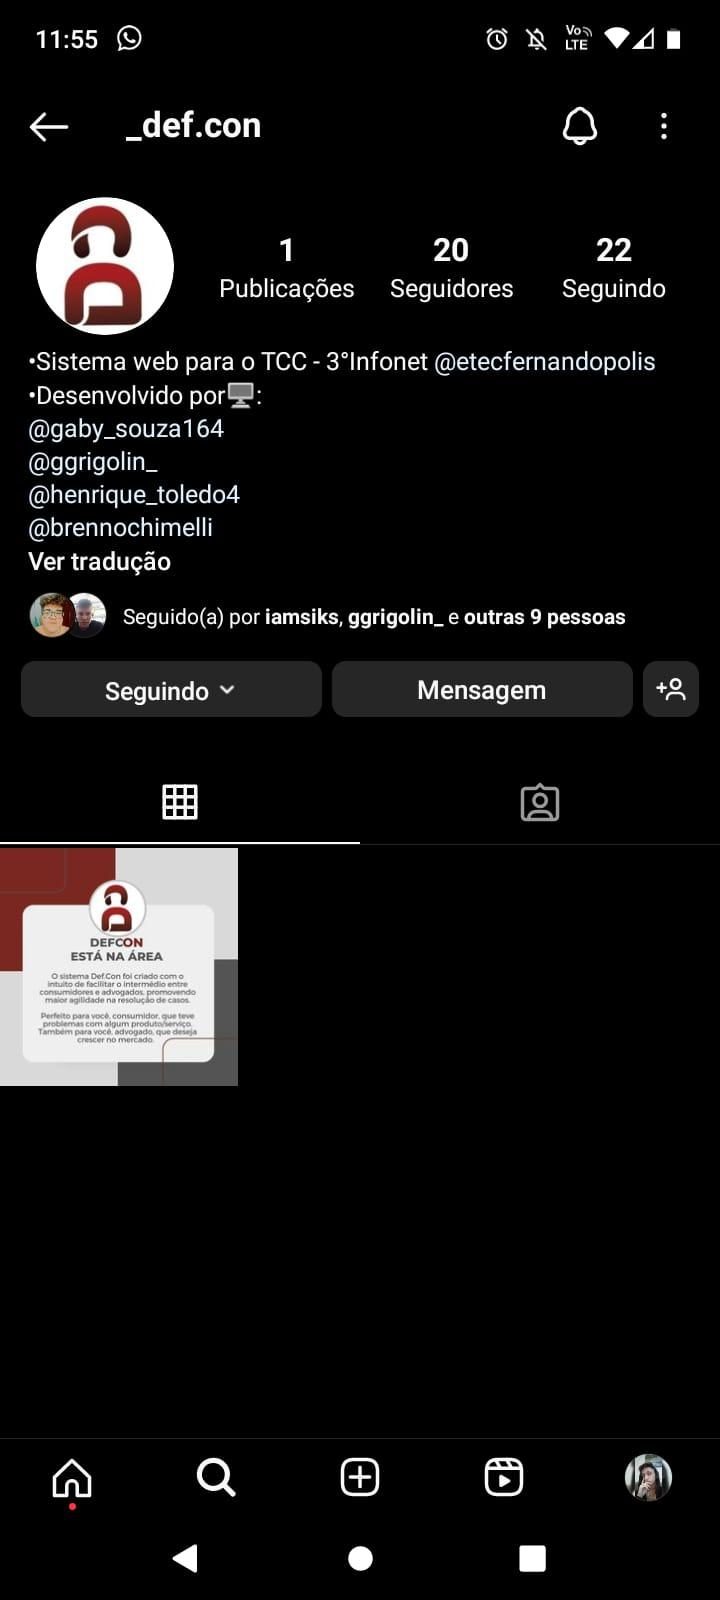 11:55
Vo
LTE
_def.con
1
20
22
Publicações
Seguidores
Seguindo
•Sistema web para o TCC - 3°Infonet @etecfernandopolis
•Desenvolvido por🖥:
@gaby_souza164
@ggrigolin_
@henrique_toledo4
@brennochimelli
Ver tradução
Seguido(a) por iamsiks, ggrigolin_ e outras 9 pessoas
Seguindo
Mensagem
DEFCON
ESTÁ NA ÁREA
O sistema Def.Con foi criado com o
intuito de facilitar o intermédio entre
consumidores e advogados, promovendo
maior agilidade na resolução de casos.
Perfeito para você, consumidor, que teve
problemas com algum produto/serviço.
Também para você, advogado, que deseja
crescer no mercado.